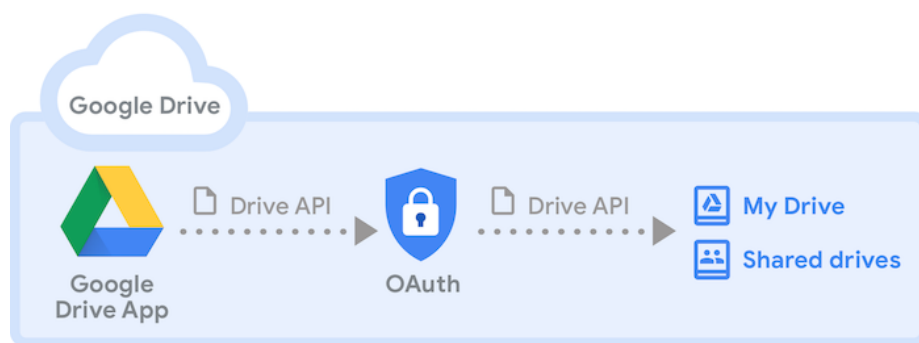 Google Drive
Drive API
Drive API
My Drive
Shared drives
Google
Drive App
OAuth